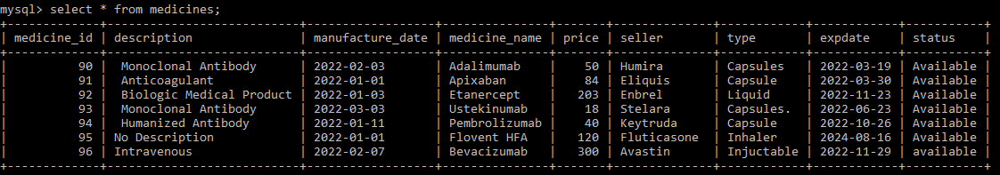 mysql> select * from medicines;
+-------------+----------------------------+------------------+---------------+-------+-------------+------------+------------+-----------+
| medicine_id | description | manufacture_date | medicine_name | price | seller | type | expdate | status |
+-------------+----------------------------+------------------+---------------+-------+-------------+------------+------------+-----------+
| 90 | Monoclonal Antibody | 2022-02-03 | Adalimumab | 50 | Humira | Capsules | 2022-03-19 | Available |
| 91 | Anticoagulant | 2022-01-01 | Apixaban | 84 | Eliquis | Capsule | 2022-03-30 | Available |
| 92 | Biologic Medical Product | 2022-01-03 | Etanercept | 203 | Enbrel | Liquid | 2022-11-23 | Available |
| 93 | Monoclonal Antibody | 2022-03-03 | Ustekinumab | 18 | Stelara | Capsules. | 2022-06-23 | Available |
| 94 | Humanized Antibody | 2022-01-11 | Pembrolizumab | 40 | Keytruda | Capsule | 2022-10-26 | Available |
| 95 | No Description | 2022-01-01 | Flovent HFA | 120 | Fluticasone | Inhaler | 2024-08-16 | Available |
| 96 | Intravenous | 2022-02-07 | Bevacizumab | 300 | Avastin | Injuctable | 2022-11-29 | available |
+-------------+----------------------------+------------------+---------------+-------+-------------+------------+------------+-----------+